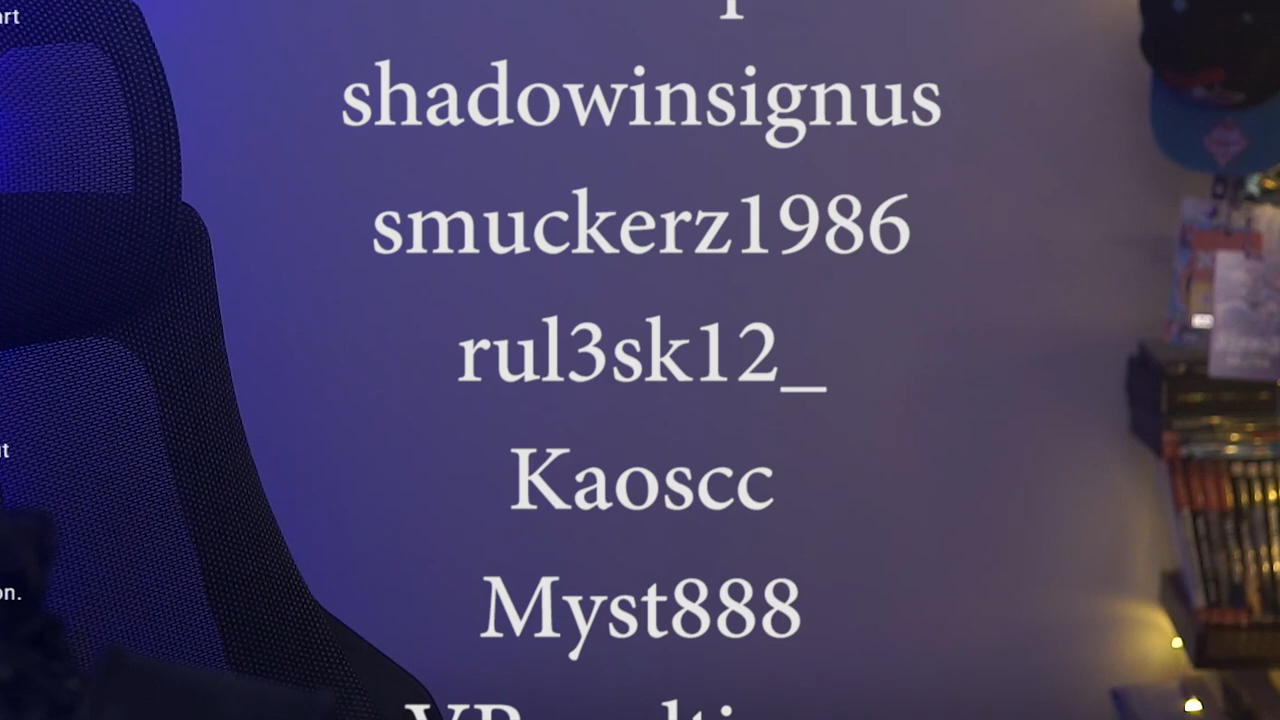 shadowinsignus
smuckerz1986
rul3sk12_
Kaoscc
Myst888